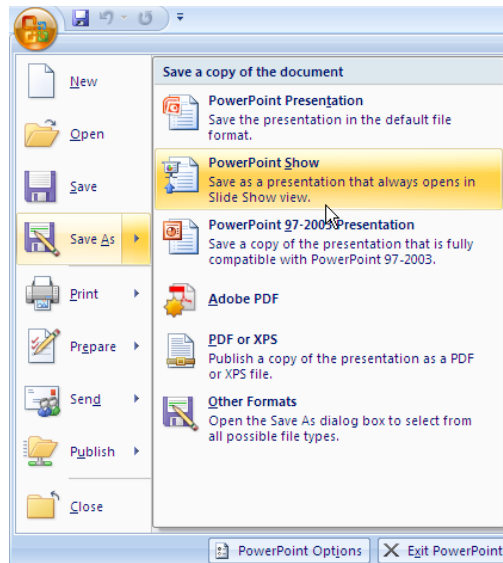 New
Open
Save
Save As
Print
Prepare
Send
Publish
Close
Save a copy of the document
PowerPoint Presentation
Save the presentation in the default file
format.
PowerPoint Show
Save as a presentation that always opens in
Slide Show view.
PowerPoint 97-2003 Presentation
Save a copy of the presentation that is fully
compatible with PowerPoint 97-2003.
Adobe PDF
PDF or XPS
Publish a copy of the presentation as a PDF
or XPS file.
Other Formats
Open the Save As dialog box to select from
all possible file types.
PowerPoint Options
Exit PowerPoint